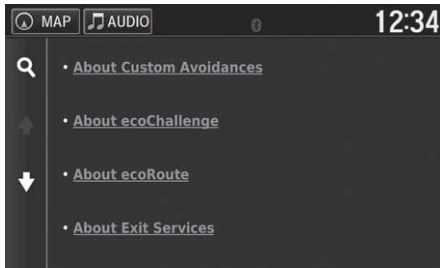 MAP AUDIO 12:34
• About Custom Avoidances
• About ecoChallenge
• About ecoRoute
• About Exit Services